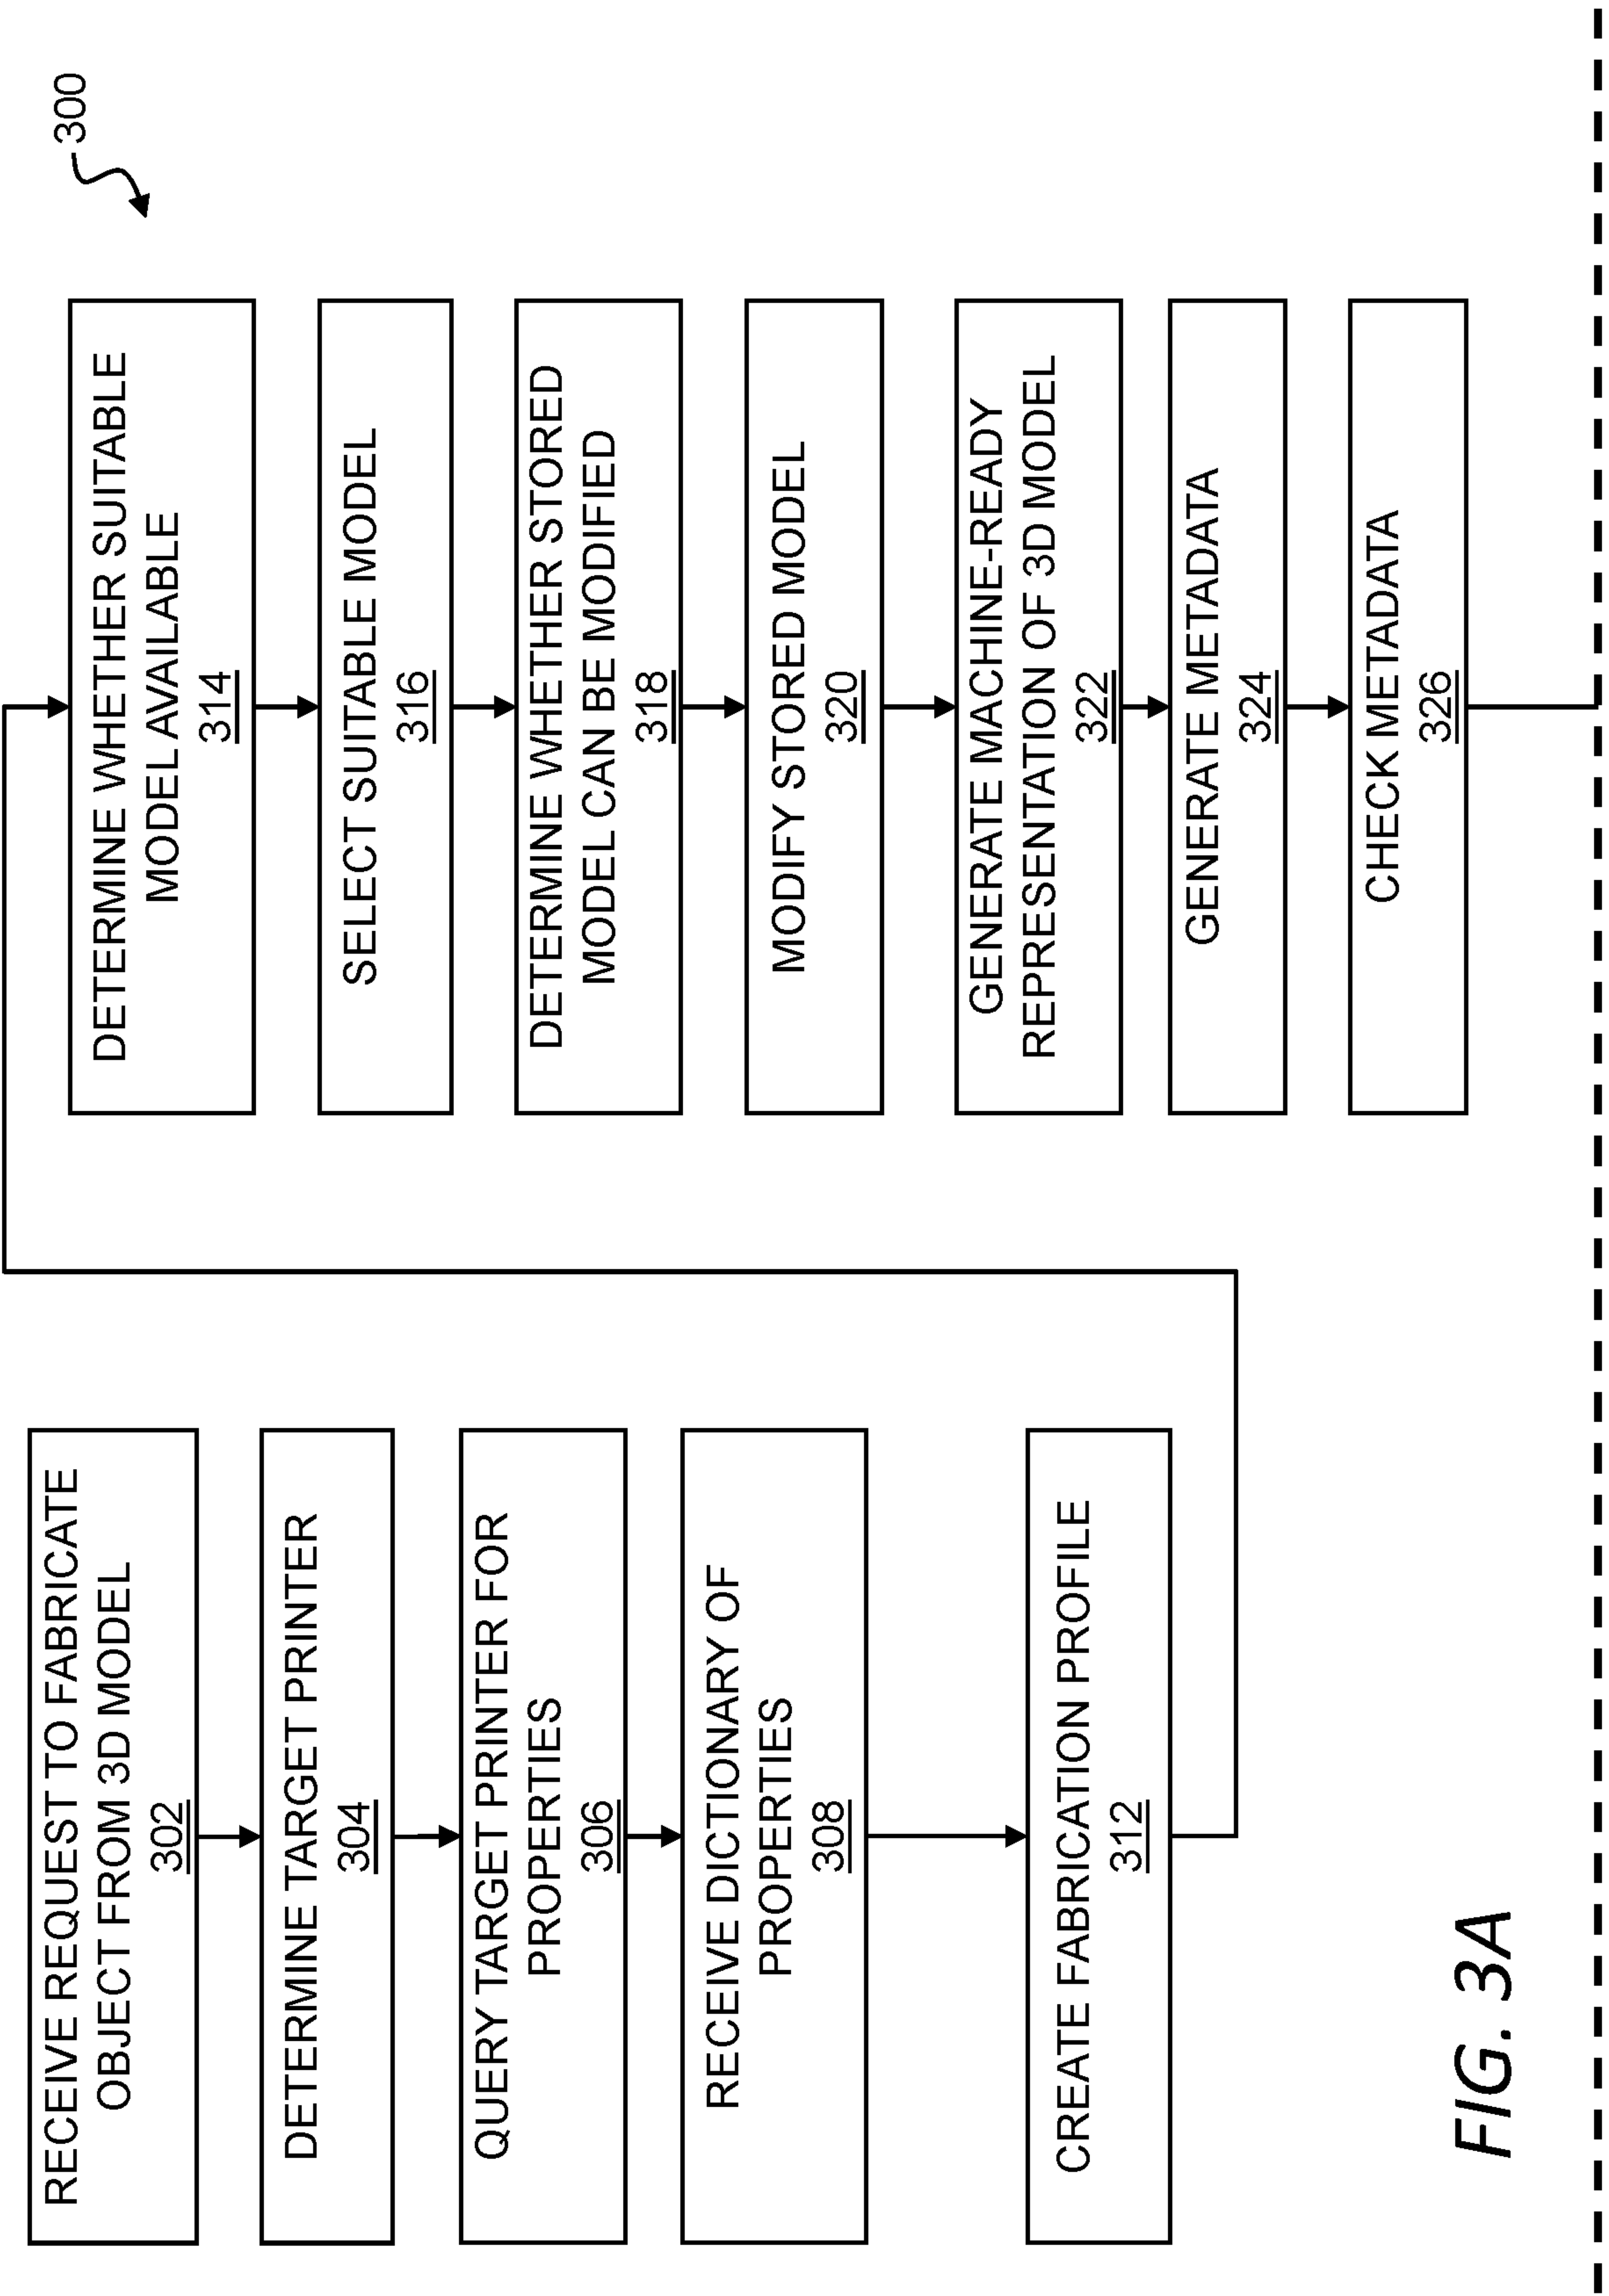 300
RECEIVE REQUEST TO FABRICATE
OBJECT FROM 3D MODEL
302
DETERMINE TARGET PRINTER
304
QUERY TARGET PRINTER FOR
PROPERTIES
306
RECEIVE DICTIONARY OF
PROPERTIES
308
CREATE FABRICATION PROFILE
312
DETERMINE WHETHER SUITABLE
MODEL AVAILABLE
314
SELECT SUITABLE MODEL
316
DETERMINE WHETHER STORED
MODEL CAN BE MODIFIED
318
MODIFY STORED MODEL
320
GENERATE MACHINE-READY
REPRESENTATION OF 3D MODEL
322
GENERATE METADATA
324
CHECK METADATA
326
FIG. 3A